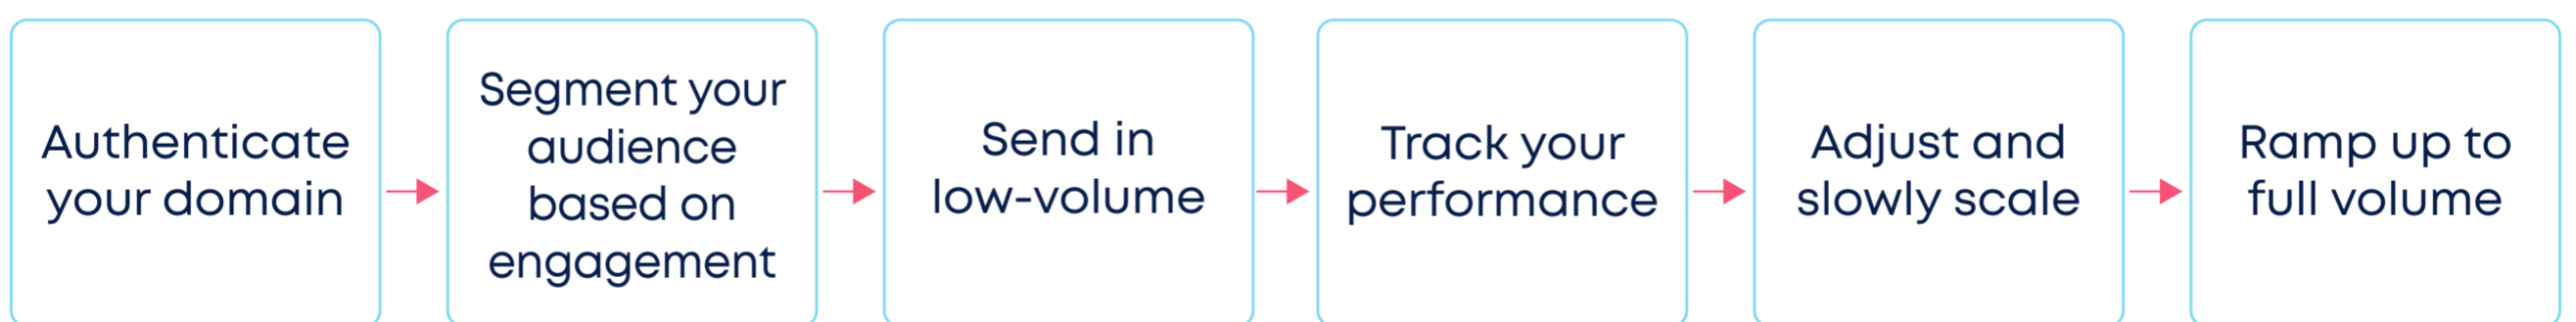 Authenticate
your domain
Segment your
audience
based on
engagement
Send in
low-volume
Track your
performance
Adjust and
slowly scale
Ramp up to
full volume